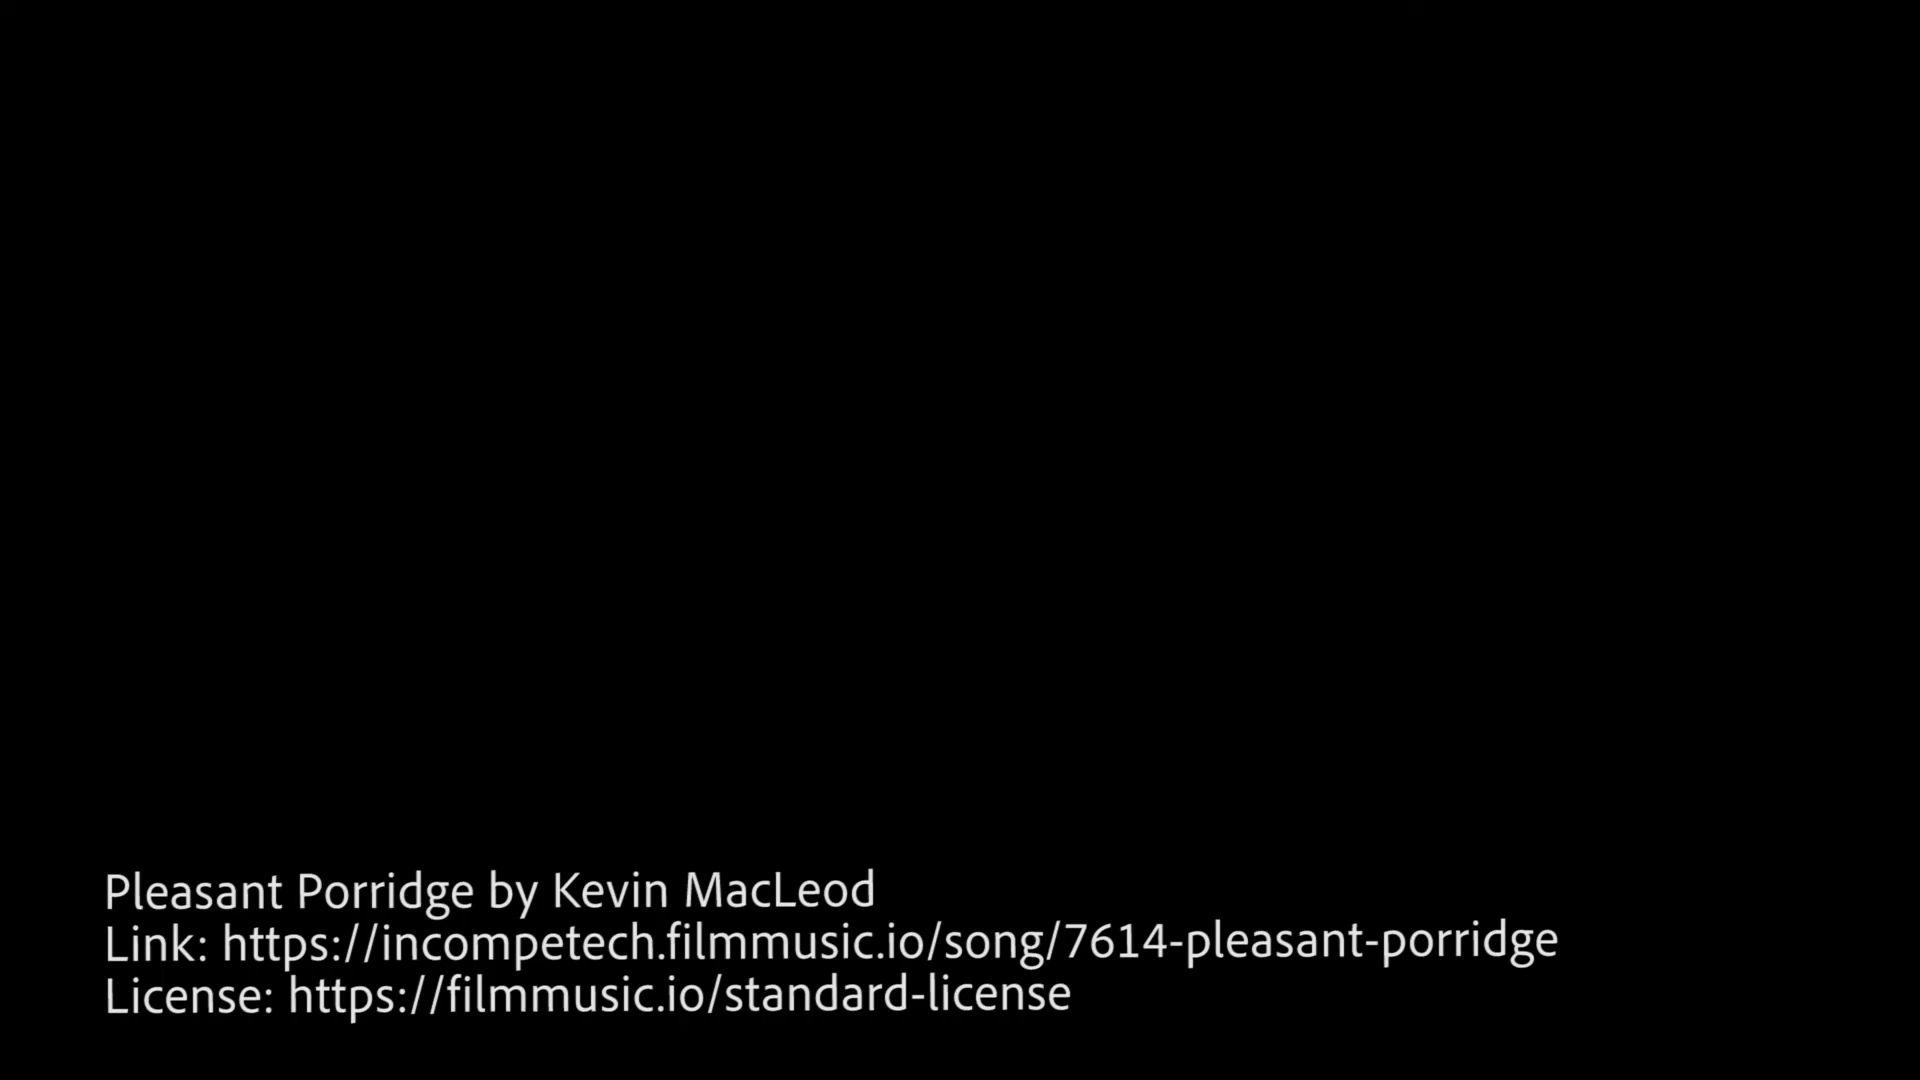 Pleasant Porridge by Kevin MacLeod
Link: https://incompetech.filmmusic.io/song/7614-pleasant-porridge
License: https://filmmusic.io/standard-license